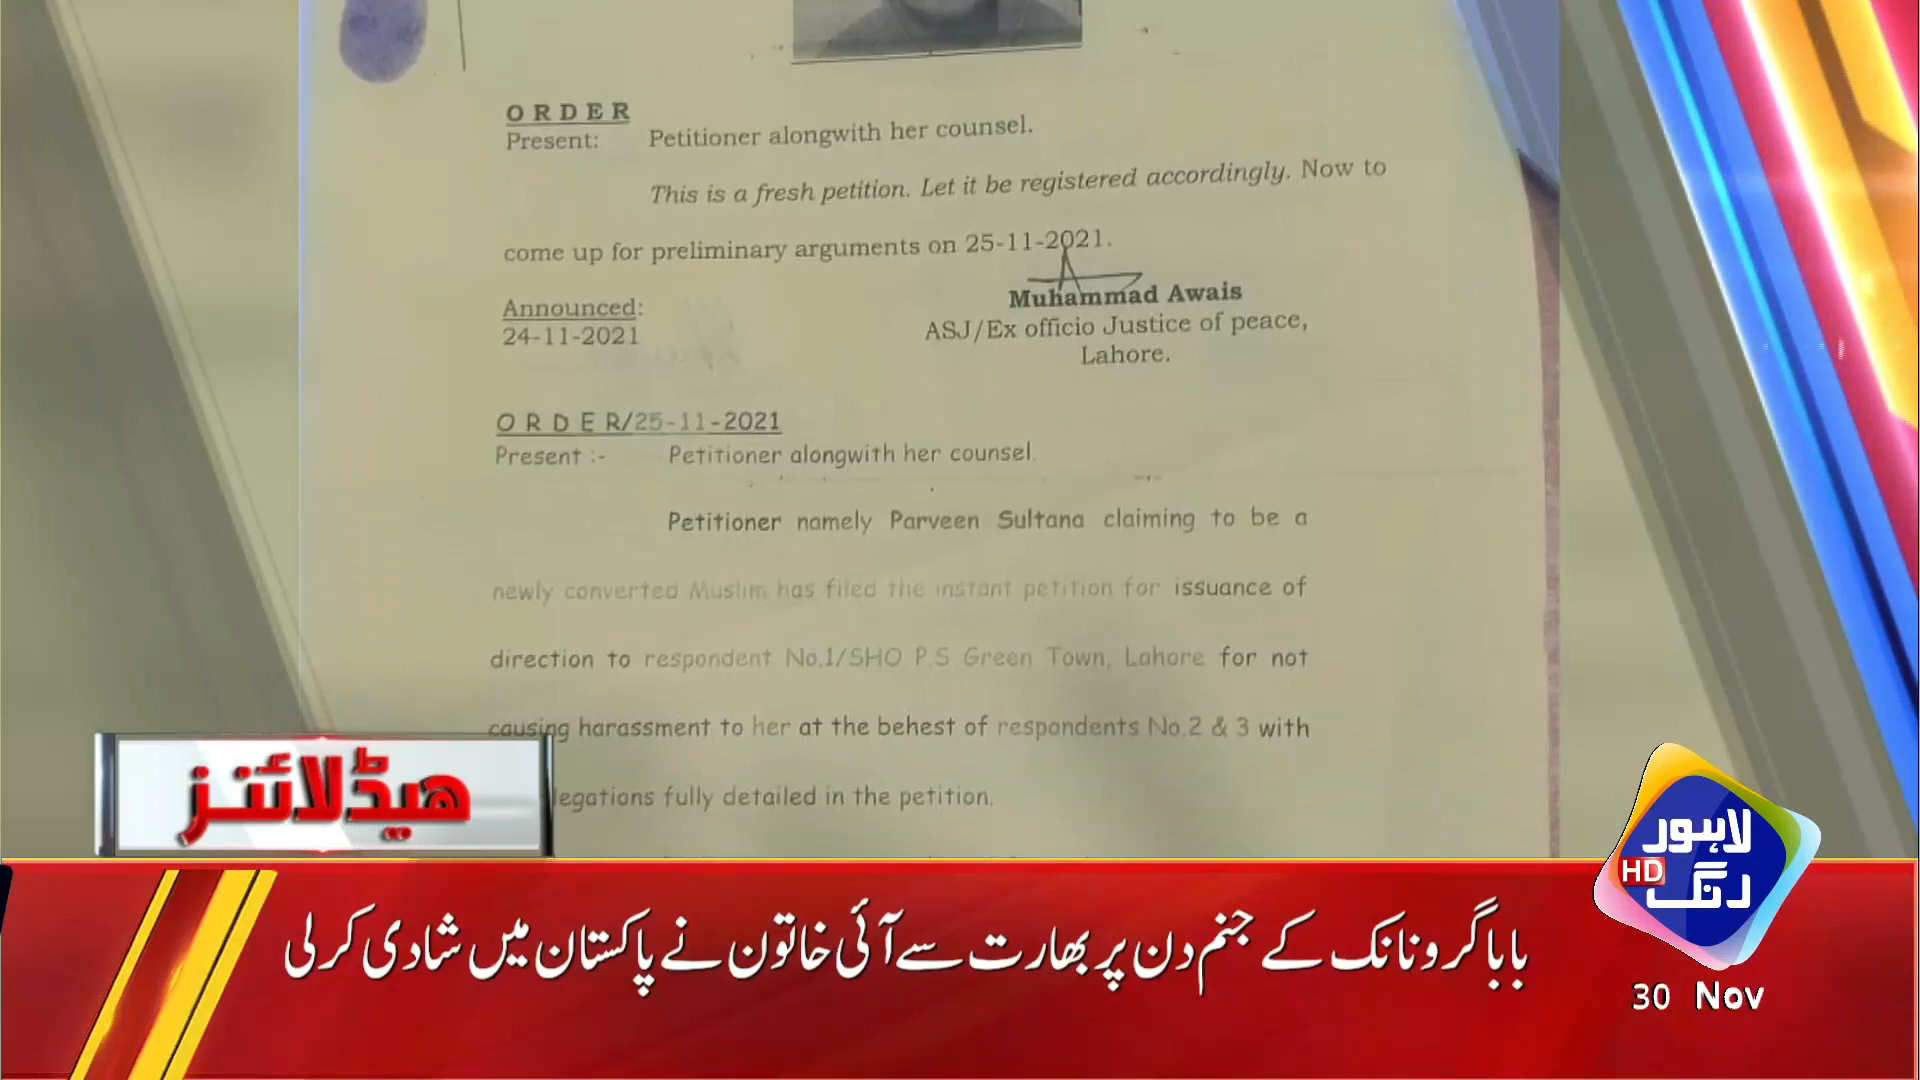 O R D E R
Present: Petitioner alongwith her counsel.
This is a fresh petition. Let it be registered accordingly. Now to
come up for preliminary arguments on 25-11-2021.
Muhammad Awais
Announced: ASJ/Ex officio Justice of peace,
24-11-2021 Lahore.
O R D E R/25-11-2021
Present :- Petitioner alongwith her counsel.
Petitioner namely Parveen Sultana claiming to be a
newly converted Muslim has filed the instant petition for issuance of
direction to respondent No.1/SHO P.S Green Town, Lahore for not
causing harassment to her at the behest of respondents No.2 & 3 with
legations fully detailed in the petition.
ہیڈلائنز
لاہور
HD رنگ
بابا گرونانک کے جنم دن پر بھارت سے آئی خاتون نے پاکستان میں شادی کرلی
30 Nov